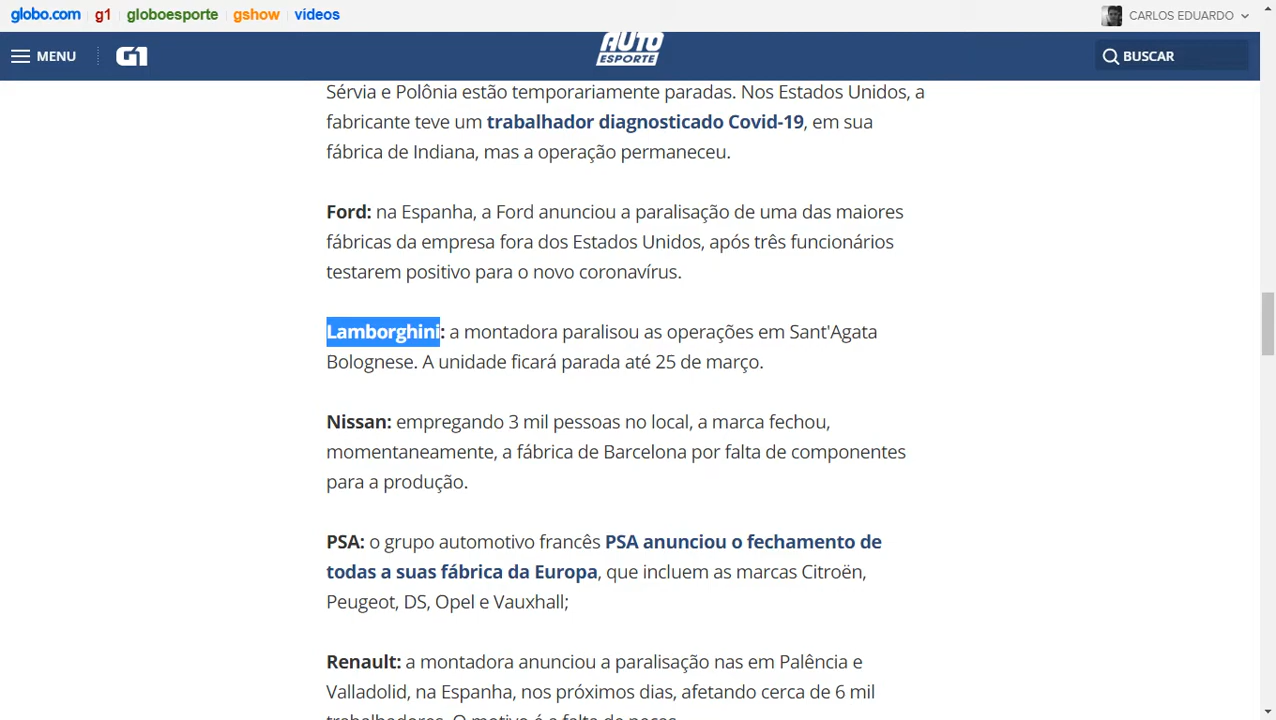 globo.com g1 globoesporte gshow vídeos CARLOS EDUARDO
MENU G1 AUTO ESPORTE BUSCAR
Sérvia e Polônia estão temporariamente paradas. Nos Estados Unidos, a
fabricante teve um trabalhador diagnosticado Covid-19, em sua
fábrica de Indiana, mas a operação permaneceu.
Ford: na Espanha, a Ford anunciou a paralisação de uma das maiores
fábricas da empresa fora dos Estados Unidos, após três funcionários
testarem positivo para o novo coronavírus.
Lamborghini: a montadora paralisou as operações em Sant'Agata
Bolognese. A unidade ficará parada até 25 de março.
Nissan: empregando 3 mil pessoas no local, a marca fechou,
momentaneamente, a fábrica de Barcelona por falta de componentes
para a produção.
PSA: o grupo automotivo francês PSA anunciou o fechamento de
todas a suas fábrica da Europa, que incluem as marcas Citroën,
Peugeot, DS, Opel e Vauxhall;
Renault: a montadora anunciou a paralisação nas em Palência e
Valladolid, na Espanha, nos próximos dias, afetando cerca de 6 mil
trabalhadores. O motivo é a falta de peças.